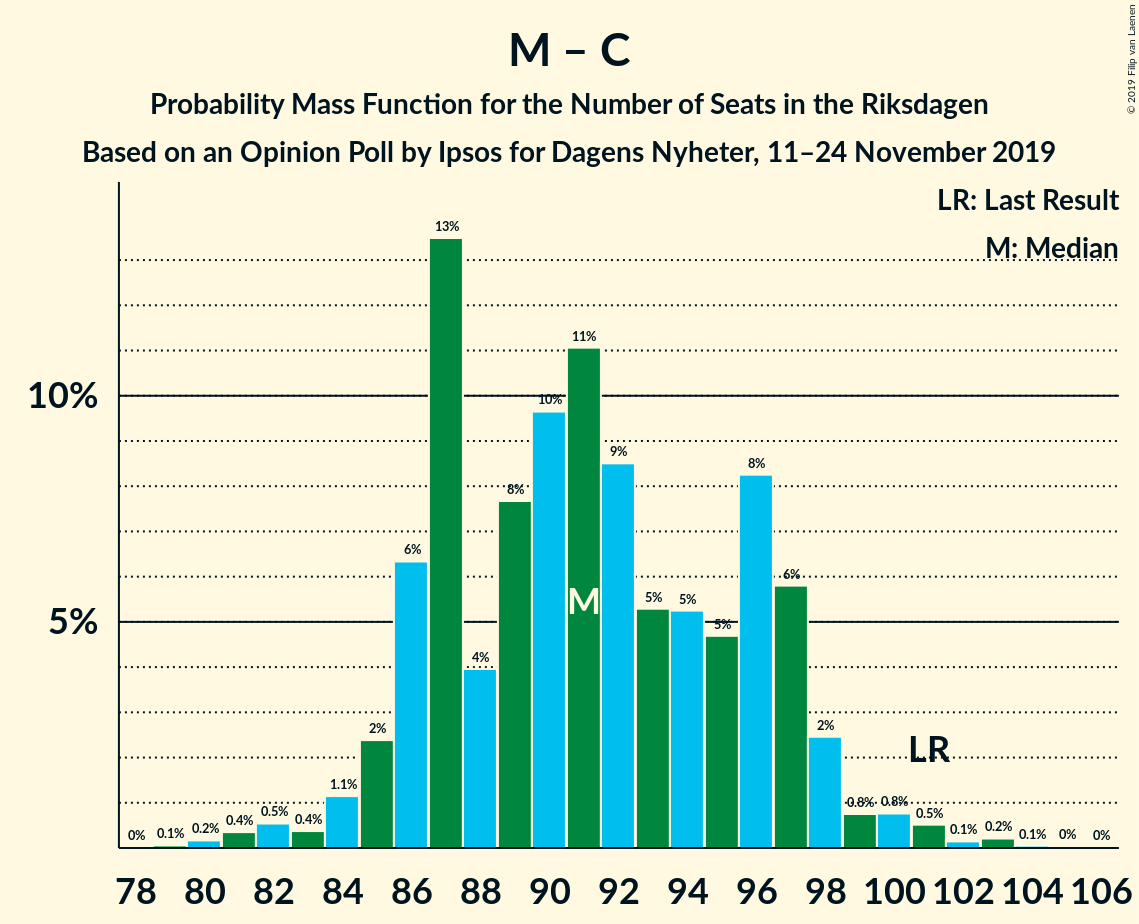 M – C
Probability Mass Function for the Number of Seats in the Riksdagen
Based on an Opinion Poll by Ipsos for Dagens Nyheter, 11–24 November 2019
© 2019 Filip van Laenen
LR: Last Result
M: Median
10%
5%
0% 0.1% 0.2% 0.4% 0.5% 0.4% 1.1% 2% 6% 13% 4% 8% 10% 11% 9% 5% 5% 5% 8% 6% 2% 0.8% 0.8% 0.5% 0.1% 0.2% 0.1% 0% 0%
M
LR
78 80 82 84 86 88 90 92 94 96 98 100 102 104 106